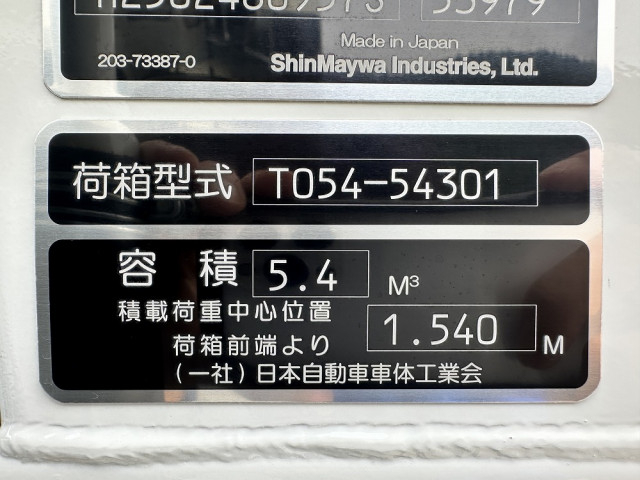 Made in Japan
203-73387-0 ShinMaywa Industries, Ltd.
荷箱型式 T054-54301
容積 5.4 M³
積載荷重中心位置
荷箱前端より 1.540 M
(一社)日本自動車車体工業会